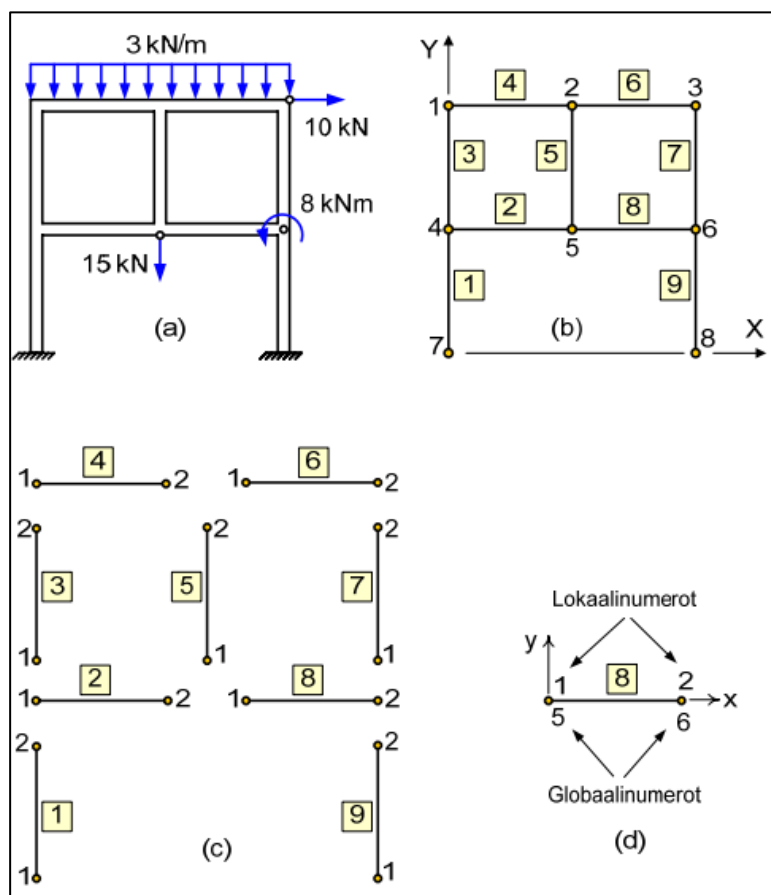 3 kN/m
10 kN
8 kNm
15 kN
(a)
Y
4 6
1 2 3
3 5 7
2 8
4 5 6
1 9
(b)
X
7 8
4 6
1 2 1 2
2 2 2
3 5 7
1 1 1
2 8
1 2 1 2
2 2
1 9
(c)
1 1
Lokaalinumerot
y
1 8 2
x
5 6
Globaalinumerot
(d)